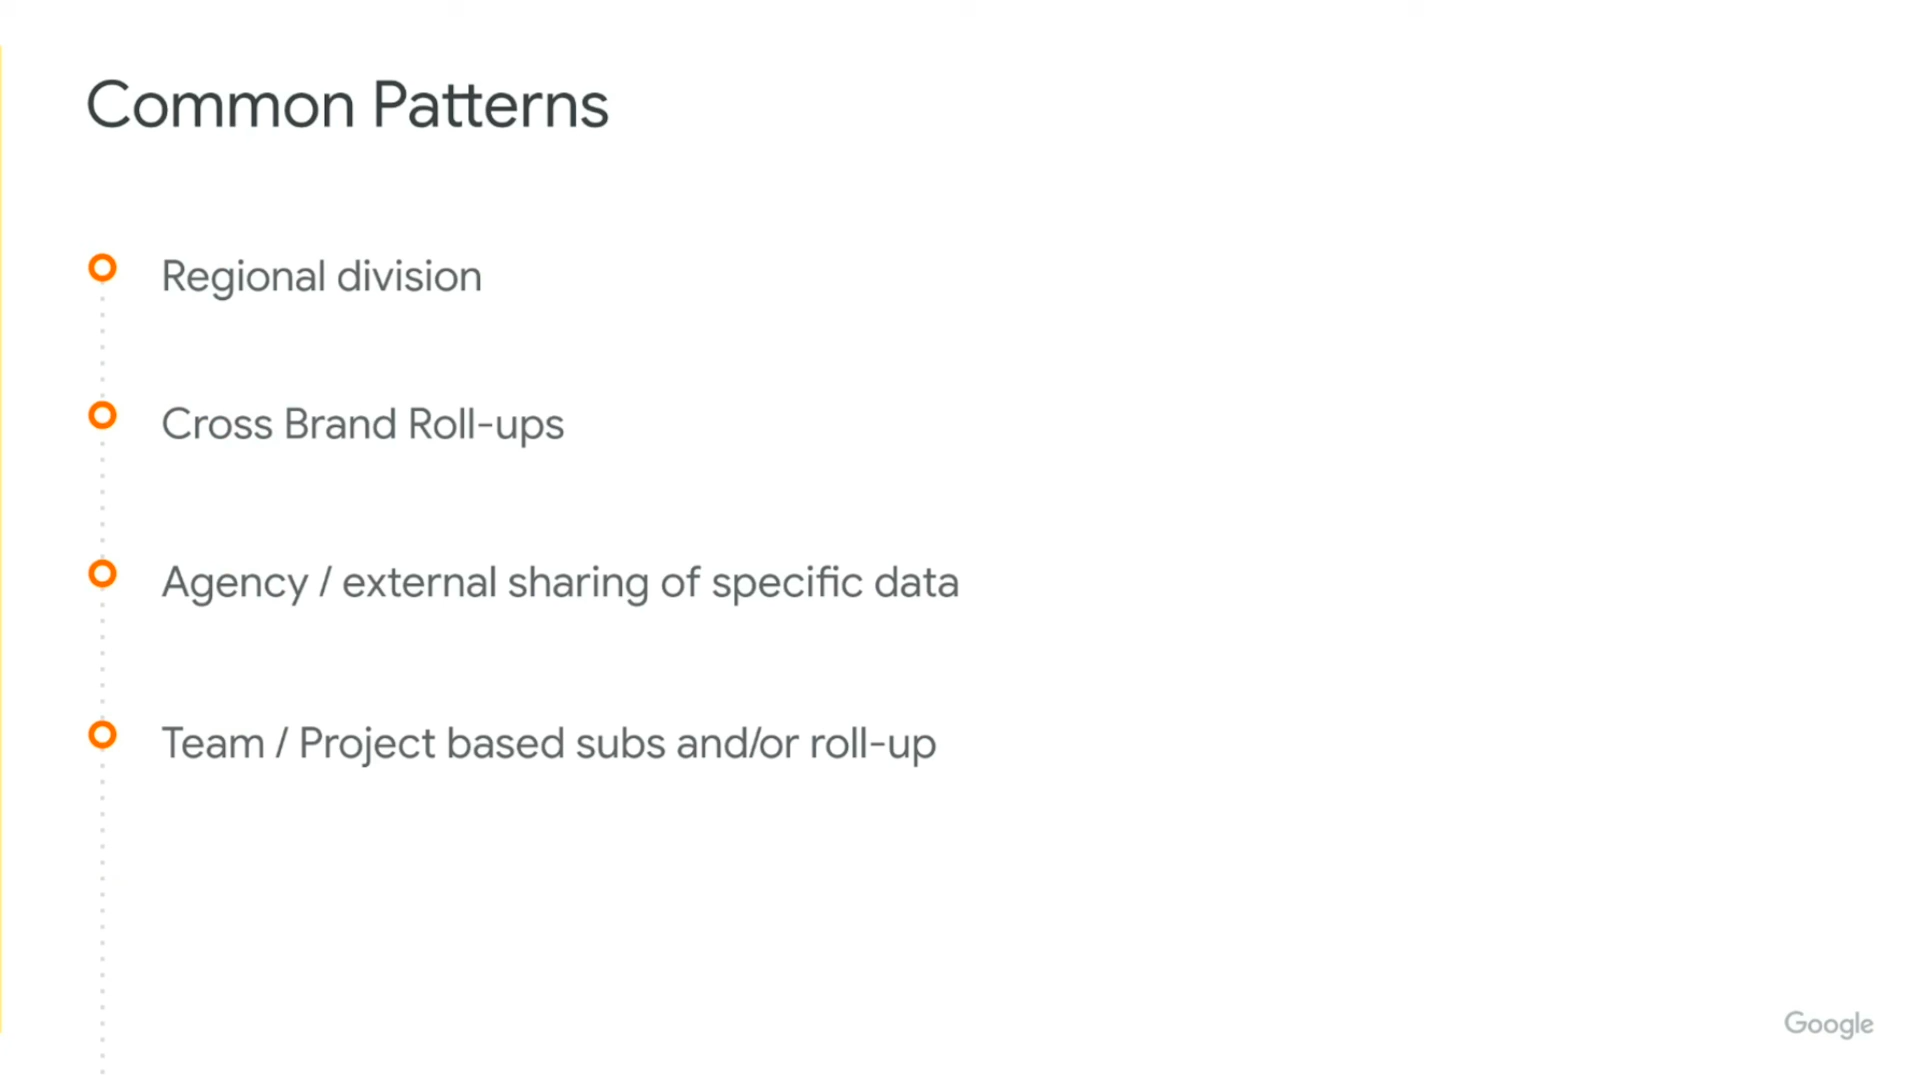 Common Patterns
Regional division
Cross Brand Roll-ups
Agency / external sharing of specific data
Team / Project based subs and/or roll-up
Google